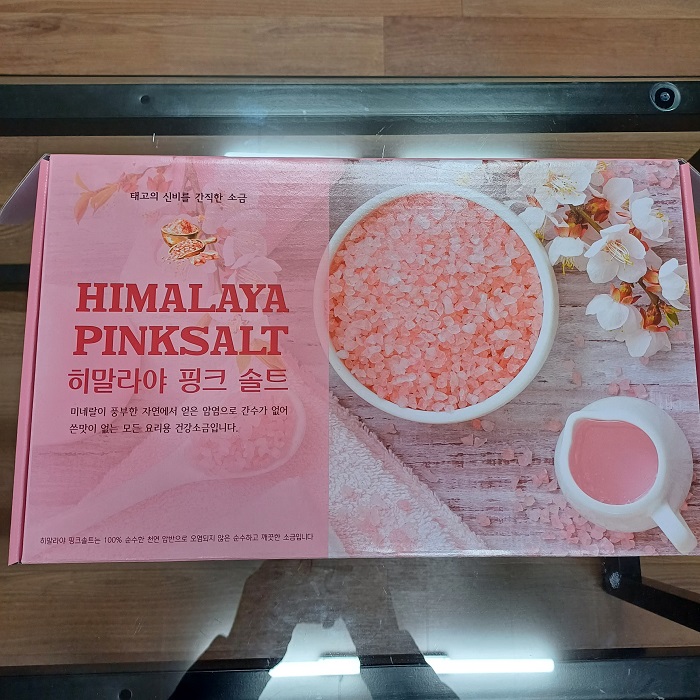 태고의 신비를 간직한 소금
HIMALAYA
PINKSALT
히말라야 핑크 솔트
미네랄이 풍부한 자연에서 얻은 암염으로 간수가 없어
쓴맛이 없는 모든 요리용 건강소금입니다.
히말라야 핑크솔트는 100% 순수한 천연 암반으로 오염되지 않은 순수하고 깨끗한 소금입니다